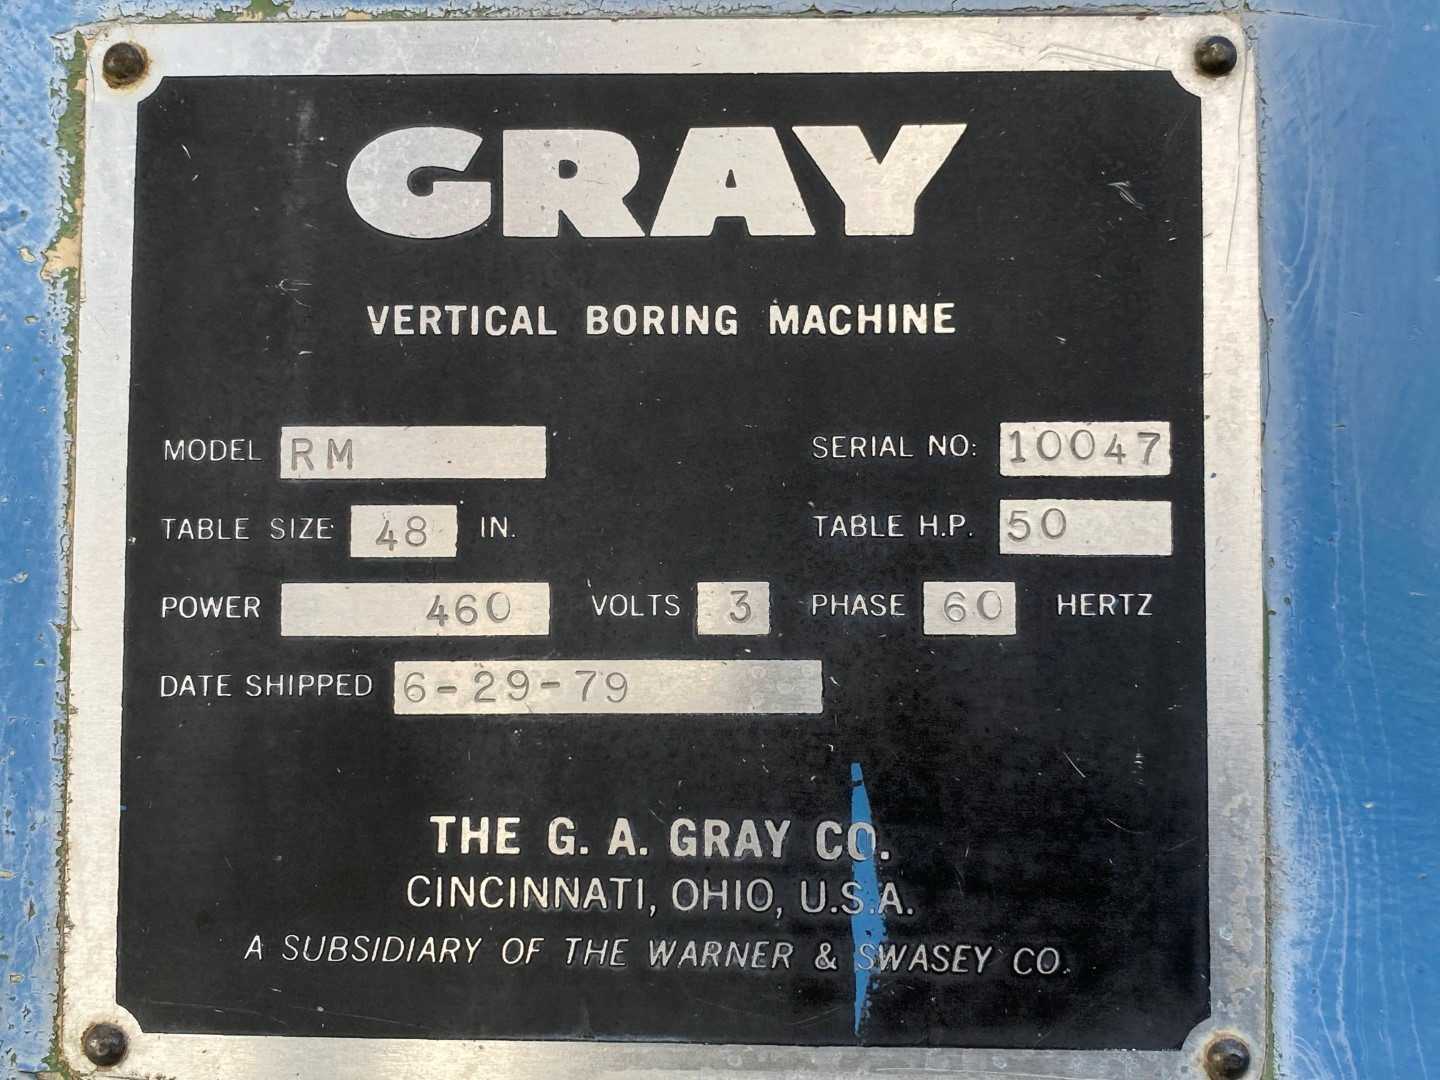 GRAY
VERTICAL BORING MACHINE
MODEL RM SERIAL NO: 10047
TABLE SIZE 48 IN. TABLE H.P. 50
POWER 460 VOLTS 3 PHASE 60 HERTZ
DATE SHIPPED 6-29-79
THE G. A. GRAY CO.
CINCINNATI, OHIO, U.S.A.
A SUBSIDIARY OF THE WARNER & SWASEY CO.